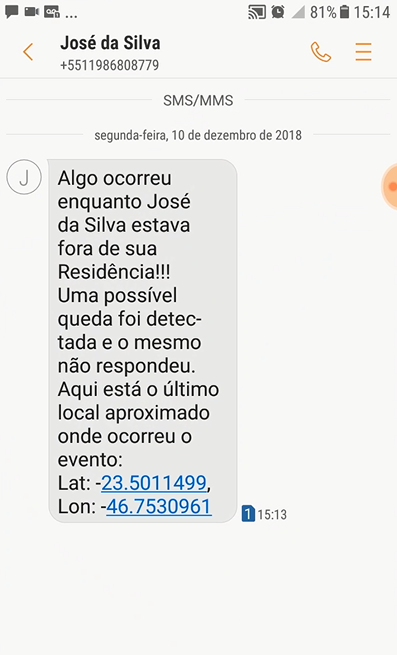 ... 81% 15:14
José da Silva
+5511986808779
SMS/MMS
segunda-feira, 10 de dezembro de 2018
J
Algo ocorreu
enquanto José
da Silva estava
fora de sua
Residência!!!
Uma possível
queda foi detec-
tada e o mesmo
não respondeu.
Aqui está o último
local aproximado
onde ocorreu o
evento:
Lat: -23.5011499,
Lon: -46.7530961
1 15:13